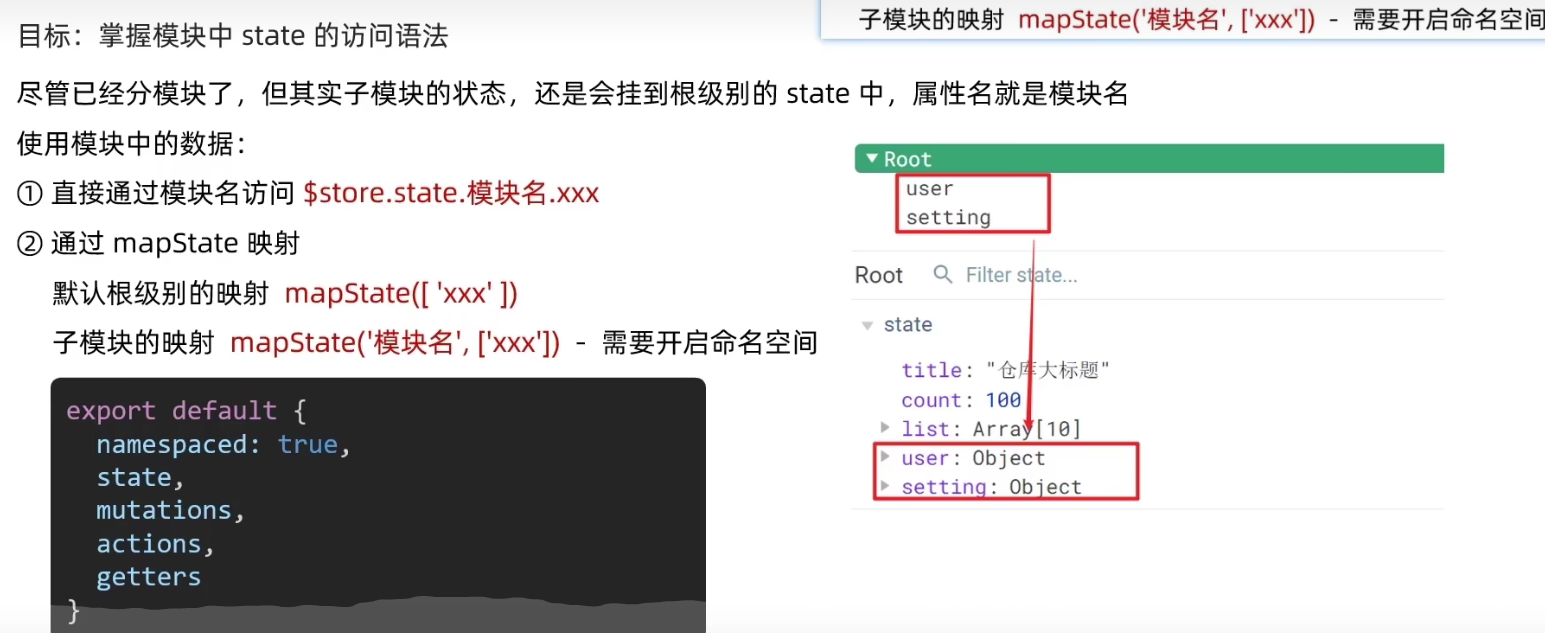 子模块的映射 mapState('模块名', ['xxx']) - 需要开启命名空间
目标：掌握模块中 state 的访问语法
尽管已经分模块了，但其实子模块的状态，还是会挂到根级别的 state 中，属性名就是模块名
使用模块中的数据：
① 直接通过模块名访问 $store.state.模块名.xxx
② 通过 mapState 映射
默认根级别的映射 mapState([ 'xxx' ])
子模块的映射 mapState('模块名', ['xxx']) - 需要开启命名空间
export default {
namespaced: true,
state,
mutations,
actions,
getters
}
Root
user
setting
Root Filter state...
state
title: "仓库大标题"
count: 100
list: Array[10]
user: Object
setting: Object